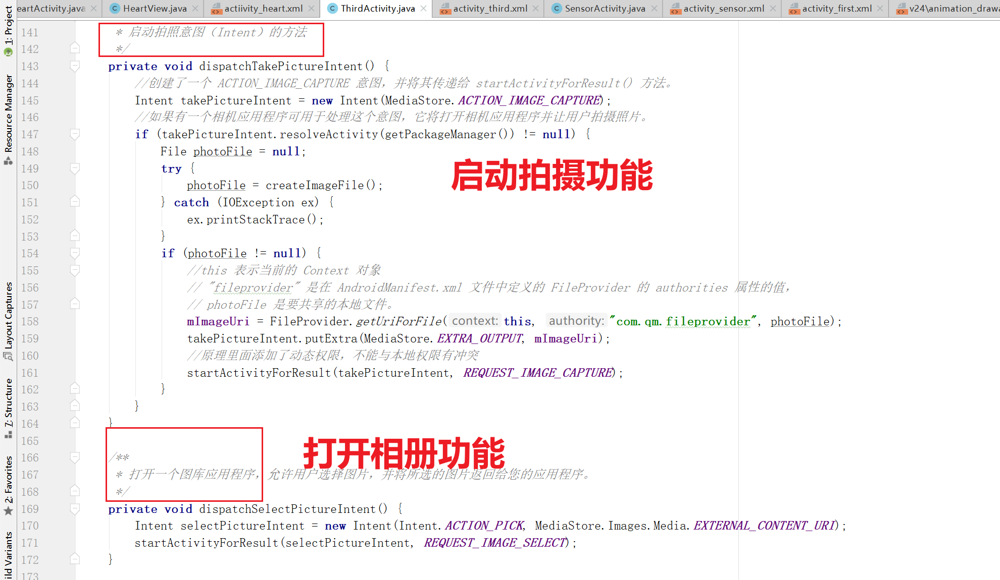 eartActivity.java HeartView.java actiivity_heart.xml ThirdActivity.java activity_third.xml SensorActivity.java activity_sensor.xml activity_first.xml v24\animation_drawa
1: Project
Resource Manager
Layout Captures
7: Structure
2: Favorites
ild Variants
141 * 启动拍照意图（Intent）的方法
142 */
143 private void dispatchTakePictureIntent() {
144 //创建了一个 ACTION_IMAGE_CAPTURE 意图，并将其传递给 startActivityForResult() 方法。
145 Intent takePictureIntent = new Intent(MediaStore.ACTION_IMAGE_CAPTURE);
146 //如果有一个相机应用程序可用于处理这个意图，它将打开相机应用程序并让用户拍摄照片。
147 if (takePictureIntent.resolveActivity(getPackageManager()) != null) {
148 File photoFile = null;
149 try {
启动拍摄功能
150 photoFile = createImageFile();
151 } catch (IOException ex) {
152 ex.printStackTrace();
153 }
154 if (photoFile != null) {
155 //this 表示当前的 Context 对象
156 // "fileprovider" 是在 AndroidManifest.xml 文件中定义的 FileProvider 的 authorities 属性的值，
157 // photoFile 是要共享的本地文件。
158 mImageUri = FileProvider.getUriForFile( context: this, authority: "com.qm.fileprovider", photoFile);
159 takePictureIntent.putExtra(MediaStore.EXTRA_OUTPUT, mImageUri);
160 //原理里面添加了动态权限，不能与本地权限有冲突
161 startActivityForResult(takePictureIntent, REQUEST_IMAGE_CAPTURE);
162 }
163 }
164 }
165
打开相册功能
166 /**
167 * 打开一个图库应用程序，允许用户选择图片，并将所选的图片返回给您的应用程序。
168 */
169 private void dispatchSelectPictureIntent() {
170 Intent selectPictureIntent = new Intent(Intent.ACTION_PICK, MediaStore.Images.Media.EXTERNAL_CONTENT_URI);
171 startActivityForResult(selectPictureIntent, REQUEST_IMAGE_SELECT);
172 }
173